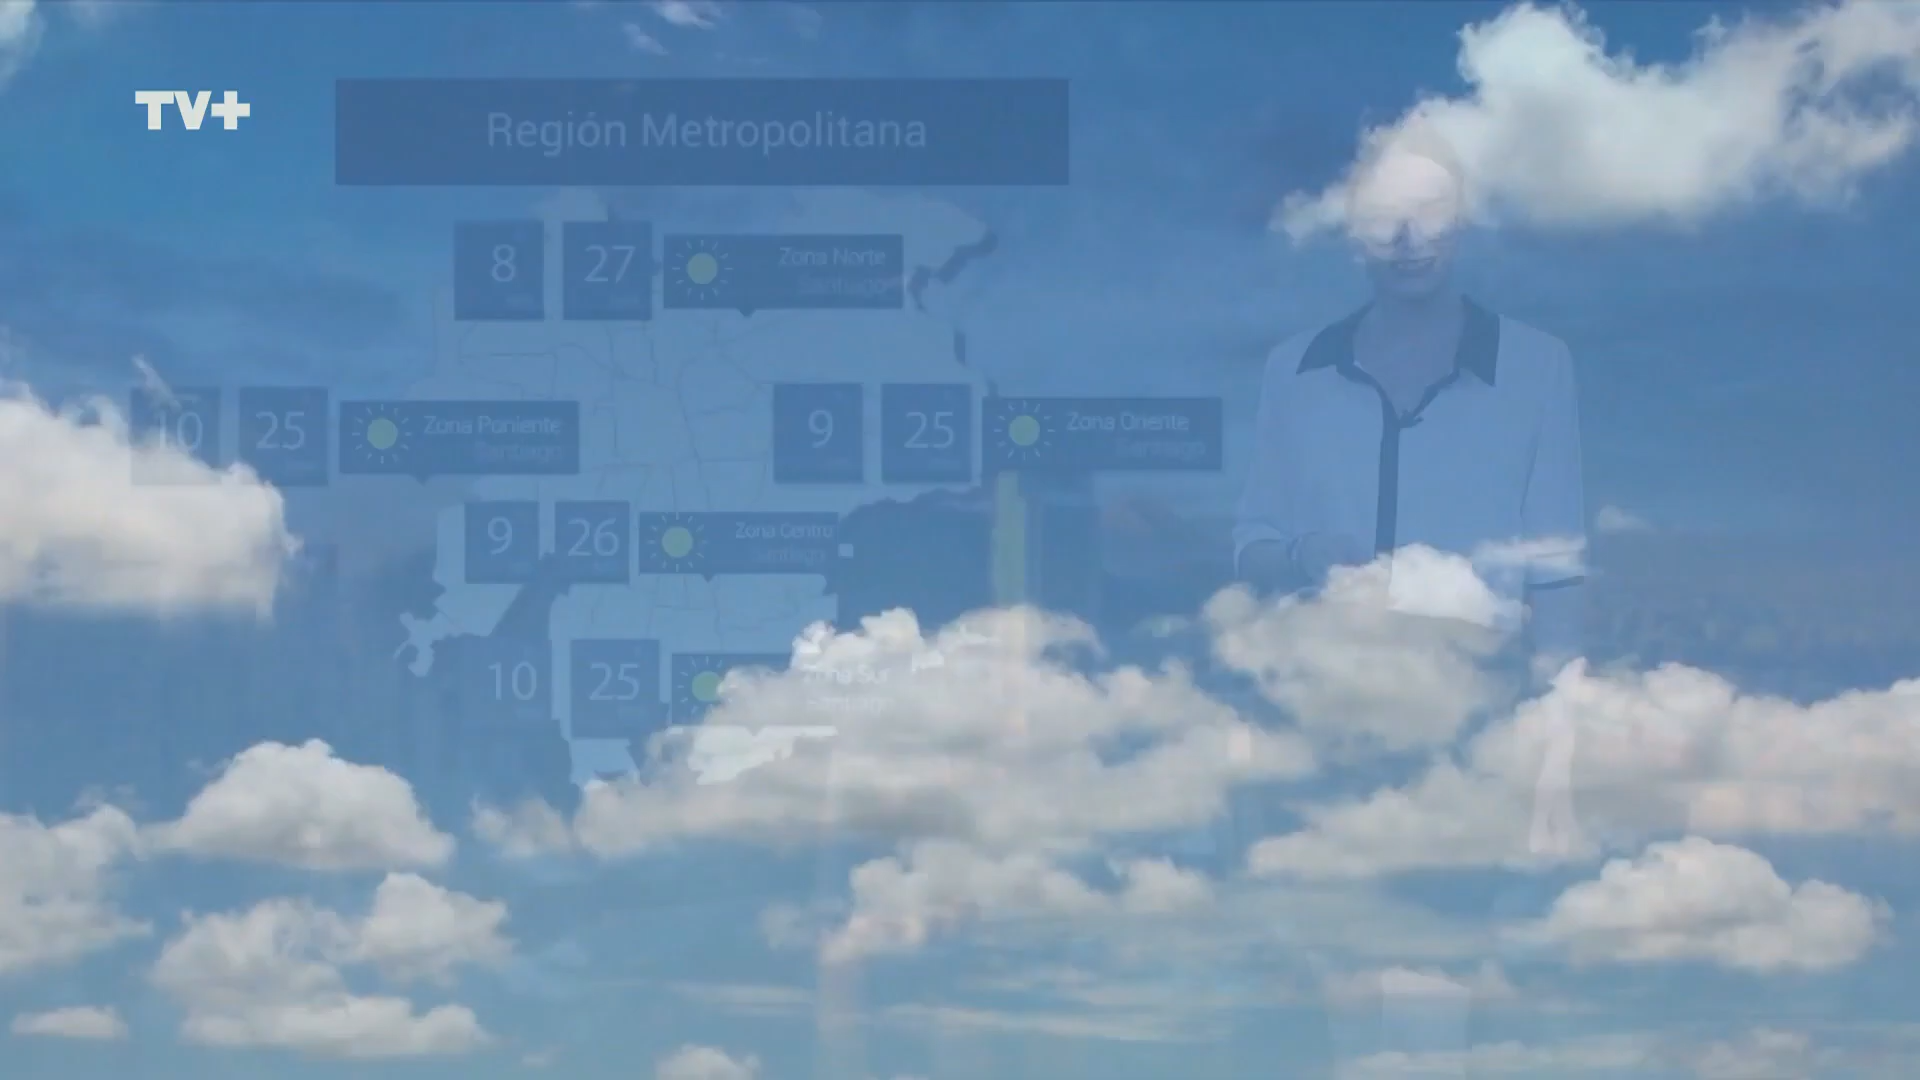 TV+
Región Metropolitana
8 27 Zona Norte
Santiago
10 25 Zona Poniente
Santiago
9 25 Zona Oriente
Santiago
9 26 Zona Centro
Santiago
10 25 Zona Sur
Santiago